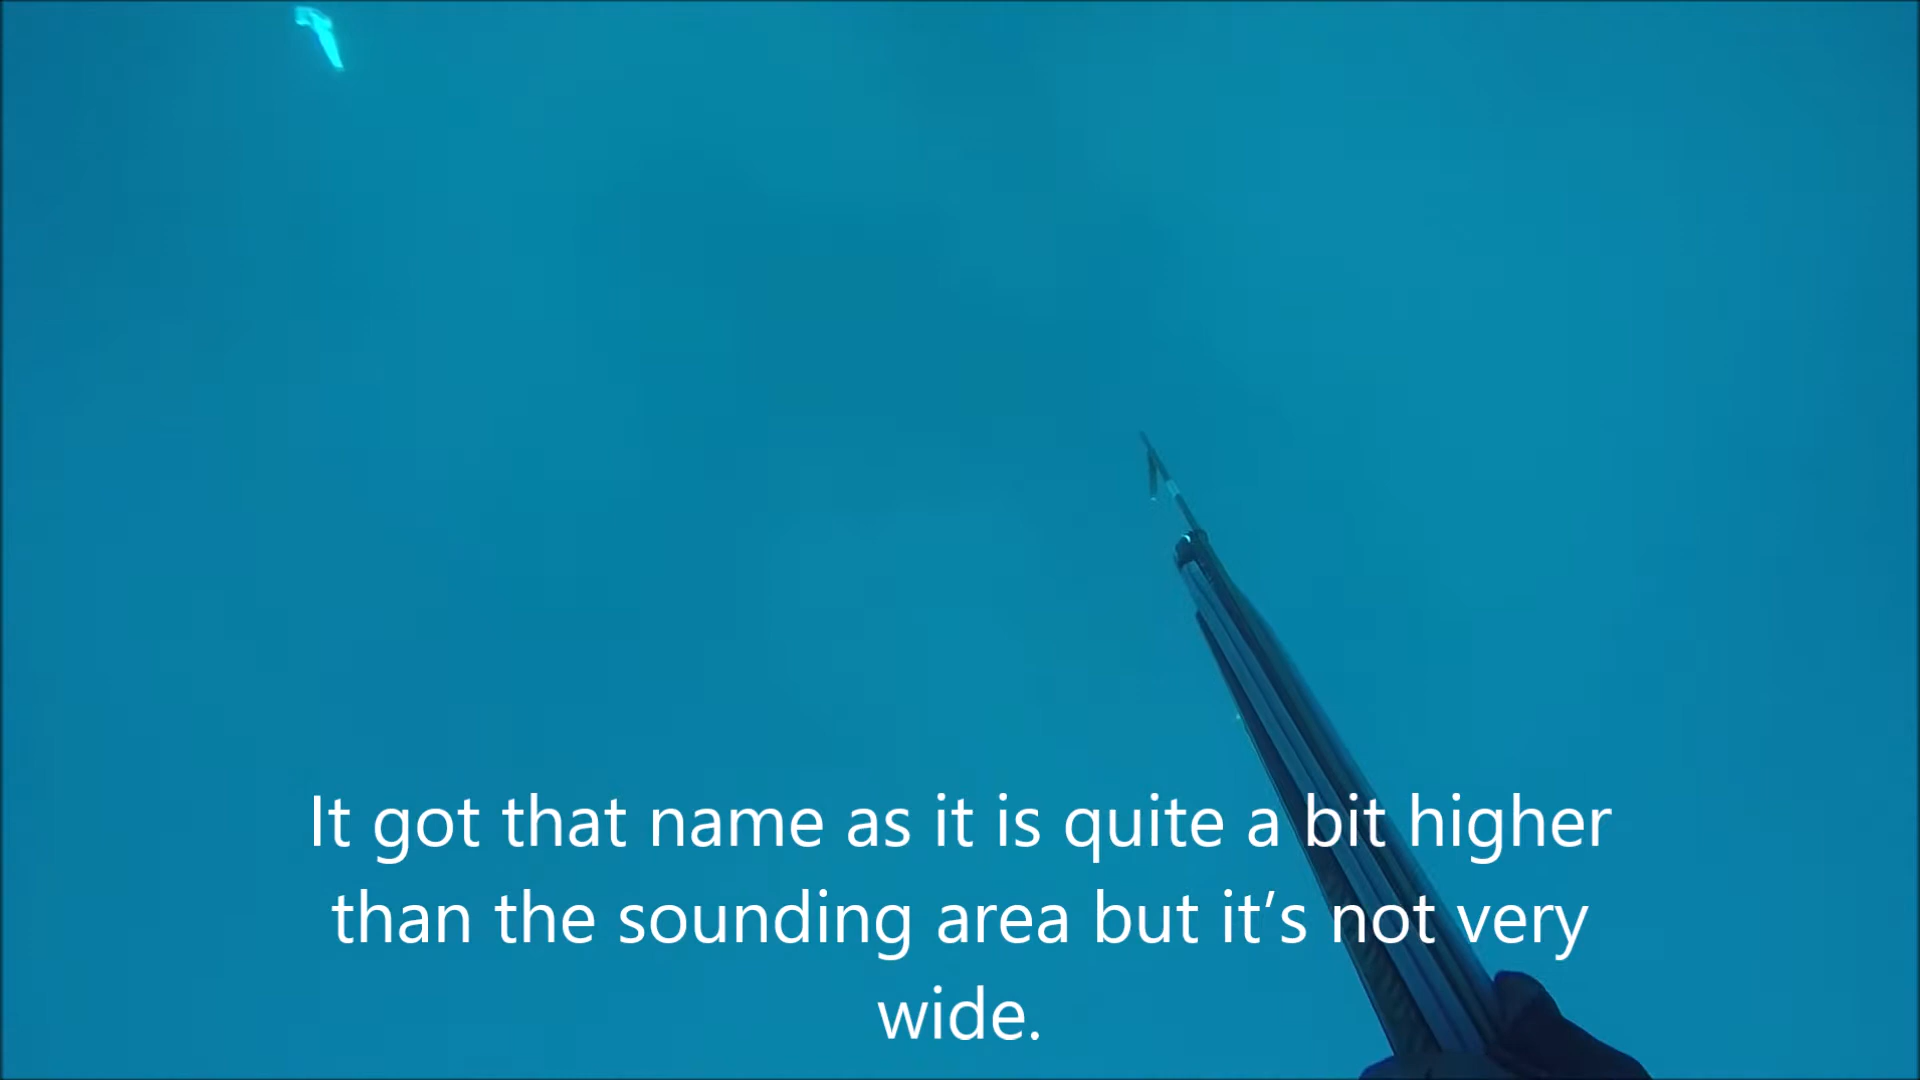 It got that name as it is quite a bit higher
than the sounding area but it’s not very
wide.